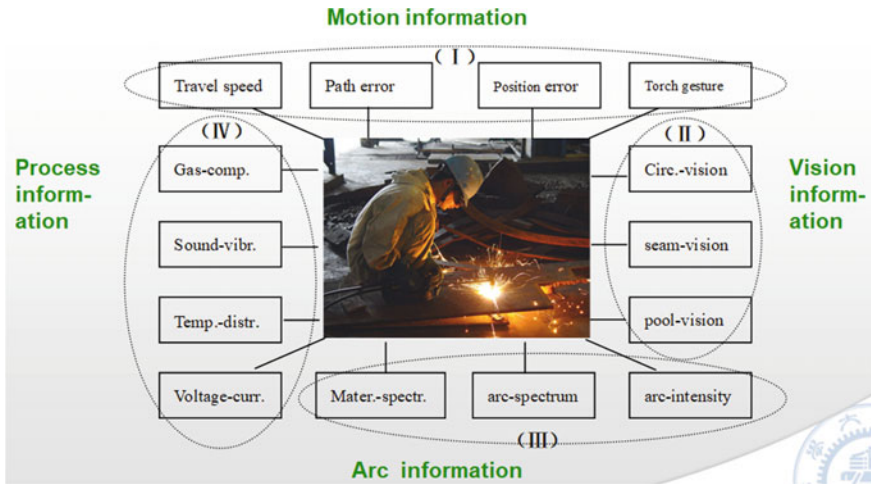 Motion information
(Ⅰ)
Travel speed
Path error
Position error
Torch gesture
(Ⅳ)
(Ⅱ)
Process
inform-
ation
Gas-comp.
Circ.-vision
Vision
inform-
ation
Sound-vibr.
seam-vision
Temp.-distr.
pool-vision
Voltage-curr.
Mater.-spectr.
arc-spectrum
arc-intensity
(Ⅲ)
Arc information